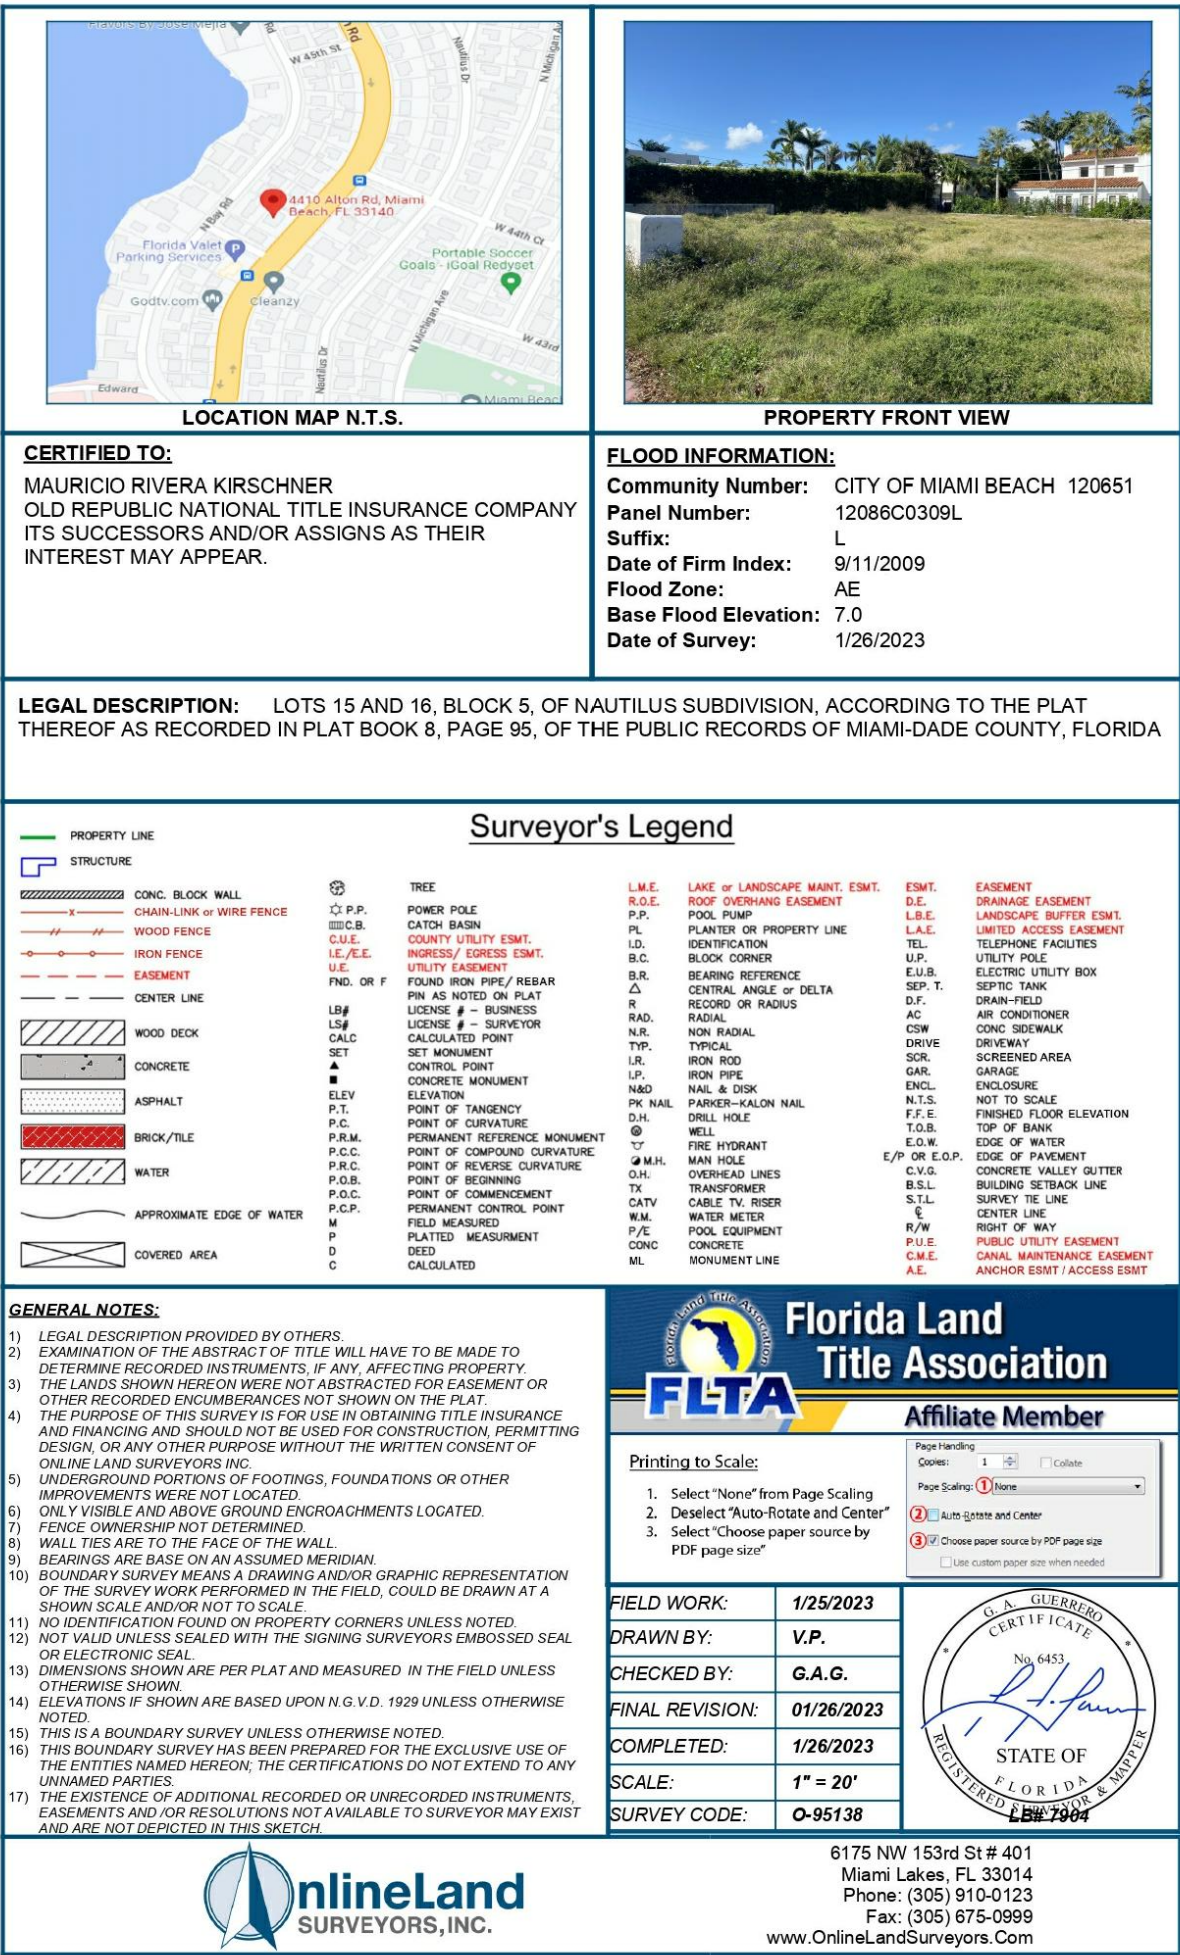 Flavors By Jose Mejia
Rd
Rd
W 45th St
Nautilus Dr
N Michigan Av
4410 Alton Rd, Miami
Beach, FL 33140
N Bay Rd
Florida Valet
Parking Services
P
W 44th Ct
Portable Soccer
Goals - iGoal Redyset
Godtv.com
Cleanzy
N Michigan Ave
W 43rd
Nautilus Dr
Edward
Miami Beac
LOCATION MAP N.T.S.
PROPERTY FRONT VIEW
CERTIFIED TO:
MAURICIO RIVERA KIRSCHNER
OLD REPUBLIC NATIONAL TITLE INSURANCE COMPANY
ITS SUCCESSORS AND/OR ASSIGNS AS THEIR
INTEREST MAY APPEAR.
FLOOD INFORMATION:
Community Number: CITY OF MIAMI BEACH 120651
Panel Number: 12086C0309L
Suffix: L
Date of Firm Index: 9/11/2009
Flood Zone: AE
Base Flood Elevation: 7.0
Date of Survey: 1/26/2023
LEGAL DESCRIPTION: LOTS 15 AND 16, BLOCK 5, OF NAUTILUS SUBDIVISION, ACCORDING TO THE PLAT
THEREOF AS RECORDED IN PLAT BOOK 8, PAGE 95, OF THE PUBLIC RECORDS OF MIAMI-DADE COUNTY, FLORIDA
Surveyor's Legend
PROPERTY LINE
STRUCTURE
CONC. BLOCK WALL
CHAIN-LINK or WIRE FENCE
WOOD FENCE
IRON FENCE
EASEMENT
CENTER LINE
WOOD DECK
CONCRETE
ASPHALT
BRICK/TILE
WATER
APPROXIMATE EDGE OF WATER
COVERED AREA
TREE
P.P. POWER POLE
C.B. CATCH BASIN
C.U.E. COUNTY UTILITY ESMT.
I.E./E.E. INGRESS/ EGRESS ESMT.
U.E. UTILITY EASEMENT
FND. OR F FOUND IRON PIPE/ REBAR
PIN AS NOTED ON PLAT
LB# LICENSE # - BUSINESS
LS# LICENSE # - SURVEYOR
CALC CALCULATED POINT
SET SET MONUMENT
▲ CONTROL POINT
■ CONCRETE MONUMENT
ELEV ELEVATION
P.T. POINT OF TANGENCY
P.C. POINT OF CURVATURE
P.R.M. PERMANENT REFERENCE MONUMENT
P.C.C. POINT OF COMPOUND CURVATURE
P.R.C. POINT OF REVERSE CURVATURE
P.O.B. POINT OF BEGINNING
P.O.C. POINT OF COMMENCEMENT
P.C.P. PERMANENT CONTROL POINT
M FIELD MEASURED
P PLATTED MEASURMENT
D DEED
C CALCULATED
L.M.E. LAKE or LANDSCAPE MAINT. ESMT.
R.O.E. ROOF OVERHANG EASEMENT
P.P. POOL PUMP
PL PLANTER OR PROPERTY LINE
I.D. IDENTIFICATION
B.C. BLOCK CORNER
B.R. BEARING REFERENCE
△ CENTRAL ANGLE or DELTA
R RECORD OR RADIUS
RAD. RADIAL
N.R. NON RADIAL
TYP. TYPICAL
I.R. IRON ROD
I.P. IRON PIPE
N&D NAIL & DISK
PK NAIL PARKER-KALON NAIL
D.H. DRILL HOLE
WELL
FIRE HYDRANT
M.H. MAN HOLE
O.H. OVERHEAD LINES
TX TRANSFORMER
CATV CABLE TV. RISER
W.M. WATER METER
P/E POOL EQUIPMENT
CONC CONCRETE
ML MONUMENT LINE
ESMT. EASEMENT
D.E. DRAINAGE EASEMENT
L.B.E. LANDSCAPE BUFFER ESMT.
L.A.E. LIMITED ACCESS EASEMENT
TEL. TELEPHONE FACILITIES
U.P. UTILITY POLE
E.U.B. ELECTRIC UTILITY BOX
SEP. T. SEPTIC TANK
D.F. DRAIN-FIELD
AC AIR CONDITIONER
CSW CONC SIDEWALK
DRIVE DRIVEWAY
SCR. SCREENED AREA
GAR. GARAGE
ENCL. ENCLOSURE
N.T.S. NOT TO SCALE
F.F.E. FINISHED FLOOR ELEVATION
T.O.B. TOP OF BANK
E.O.W. EDGE OF WATER
E/P OR E.O.P. EDGE OF PAVEMENT
C.V.G. CONCRETE VALLEY GUTTER
B.S.L. BUILDING SETBACK LINE
S.T.L. SURVEY TIE LINE
℄ CENTER LINE
R/W RIGHT OF WAY
P.U.E. PUBLIC UTILITY EASEMENT
C.M.E. CANAL MAINTENANCE EASEMENT
A.E. ANCHOR ESMT / ACCESS ESMT
GENERAL NOTES:
1) LEGAL DESCRIPTION PROVIDED BY OTHERS.
2) EXAMINATION OF THE ABSTRACT OF TITLE WILL HAVE TO BE MADE TO
DETERMINE RECORDED INSTRUMENTS, IF ANY, AFFECTING PROPERTY.
3) THE LANDS SHOWN HEREON WERE NOT ABSTRACTED FOR EASEMENT OR
OTHER RECORDED ENCUMBERANCES NOT SHOWN ON THE PLAT.
4) THE PURPOSE OF THIS SURVEY IS FOR USE IN OBTAINING TITLE INSURANCE
AND FINANCING AND SHOULD NOT BE USED FOR CONSTRUCTION, PERMITTING
DESIGN, OR ANY OTHER PURPOSE WITHOUT THE WRITTEN CONSENT OF
ONLINE LAND SURVEYORS INC.
5) UNDERGROUND PORTIONS OF FOOTINGS, FOUNDATIONS OR OTHER
IMPROVEMENTS WERE NOT LOCATED.
6) ONLY VISIBLE AND ABOVE GROUND ENCROACHMENTS LOCATED.
7) FENCE OWNERSHIP NOT DETERMINED.
8) WALL TIES ARE TO THE FACE OF THE WALL.
9) BEARINGS ARE BASE ON AN ASSUMED MERIDIAN.
10) BOUNDARY SURVEY MEANS A DRAWING AND/OR GRAPHIC REPRESENTATION
OF THE SURVEY WORK PERFORMED IN THE FIELD, COULD BE DRAWN AT A
SHOWN SCALE AND/OR NOT TO SCALE.
11) NO IDENTIFICATION FOUND ON PROPERTY CORNERS UNLESS NOTED.
12) NOT VALID UNLESS SEALED WITH THE SIGNING SURVEYORS EMBOSSED SEAL
OR ELECTRONIC SEAL.
13) DIMENSIONS SHOWN ARE PER PLAT AND MEASURED IN THE FIELD UNLESS
OTHERWISE SHOWN.
14) ELEVATIONS IF SHOWN ARE BASED UPON N.G.V.D. 1929 UNLESS OTHERWISE
NOTED.
15) THIS IS A BOUNDARY SURVEY UNLESS OTHERWISE NOTED.
16) THIS BOUNDARY SURVEY HAS BEEN PREPARED FOR THE EXCLUSIVE USE OF
THE ENTITIES NAMED HEREON; THE CERTIFICATIONS DO NOT EXTEND TO ANY
UNNAMED PARTIES.
17) THE EXISTENCE OF ADDITIONAL RECORDED OR UNRECORDED INSTRUMENTS,
EASEMENTS AND /OR RESOLUTIONS NOT AVAILABLE TO SURVEYOR MAY EXIST
AND ARE NOT DEPICTED IN THIS SKETCH.
Florida Land Title Association
FLTA
Florida Land
Title Association
Affiliate Member
Printing to Scale:
1. Select "None" from Page Scaling
2. Deselect "Auto-Rotate and Center"
3. Select "Choose paper source by
PDF page size"
Page Handling
Copies: 1 Collate
Page Scaling: 1 None
2 Auto-Rotate and Center
3 Choose paper source by PDF page size
Use custom paper size when needed
FIELD WORK: 1/25/2023
DRAWN BY: V.P.
CHECKED BY: G.A.G.
FINAL REVISION: 01/26/2023
COMPLETED: 1/26/2023
SCALE: 1" = 20'
SURVEY CODE: O-95138
G. A. GUERRERO
CERTIFICATE
No. 6453
STATE OF
FLORIDA
REGISTERED SURVEYOR & MAPPER
LB# 7904
OnlineLand
SURVEYORS, INC.
6175 NW 153rd St # 401
Miami Lakes, FL 33014
Phone: (305) 910-0123
Fax: (305) 675-0999
www.OnlineLandSurveyors.Com